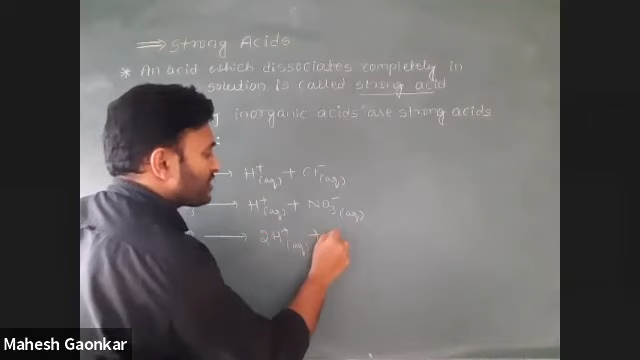 ⟹ Strong Acids
* An acid which dissociates completely in
solution is called strong acid
inorganic acids are strong acids
:
⟶ H⁺(aq) + Cl⁻(aq)
⟶ H⁺(aq) + NO₃⁻(aq)
⟶ 2H⁺(aq) +
Mahesh Gaonkar